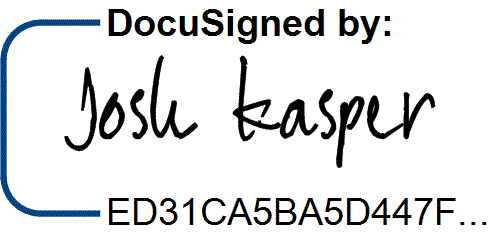 DocuSigned by:
Josh Kasper
ED31CA5BA5D447F...